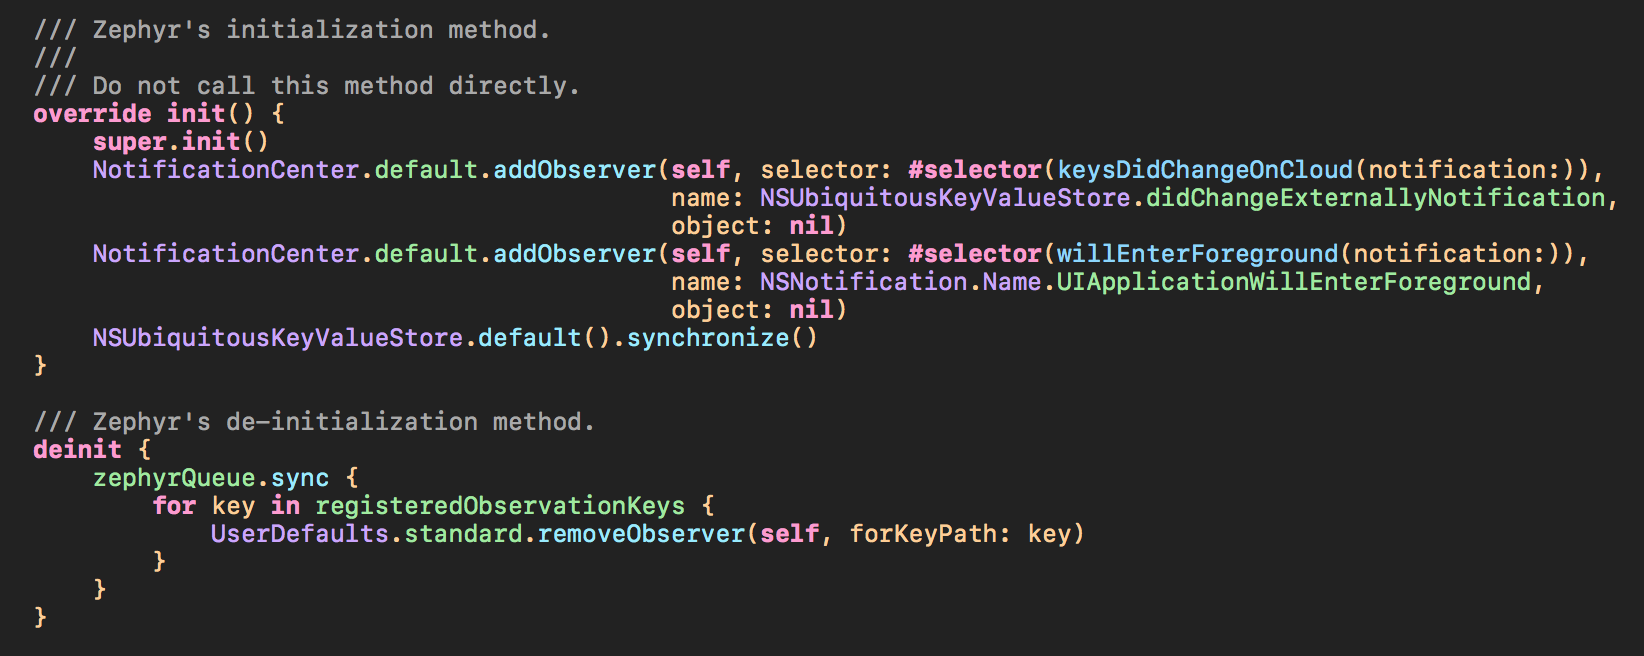 /// Zephyr's initialization method.
///
/// Do not call this method directly.
override init() {
    super.init()
    NotificationCenter.default.addObserver(self, selector: #selector(keysDidChangeOnCloud(notification:)),
                                           name: NSUbiquitousKeyValueStore.didChangeExternallyNotification,
                                           object: nil)
    NotificationCenter.default.addObserver(self, selector: #selector(willEnterForeground(notification:)),
                                           name: NSNotification.Name.UIApplicationWillEnterForeground,
                                           object: nil)
    NSUbiquitousKeyValueStore.default().synchronize()
}

/// Zephyr's de-initialization method.
deinit {
    zephyrQueue.sync {
        for key in registeredObservationKeys {
            UserDefaults.standard.removeObserver(self, forKeyPath: key)
        }
    }
}